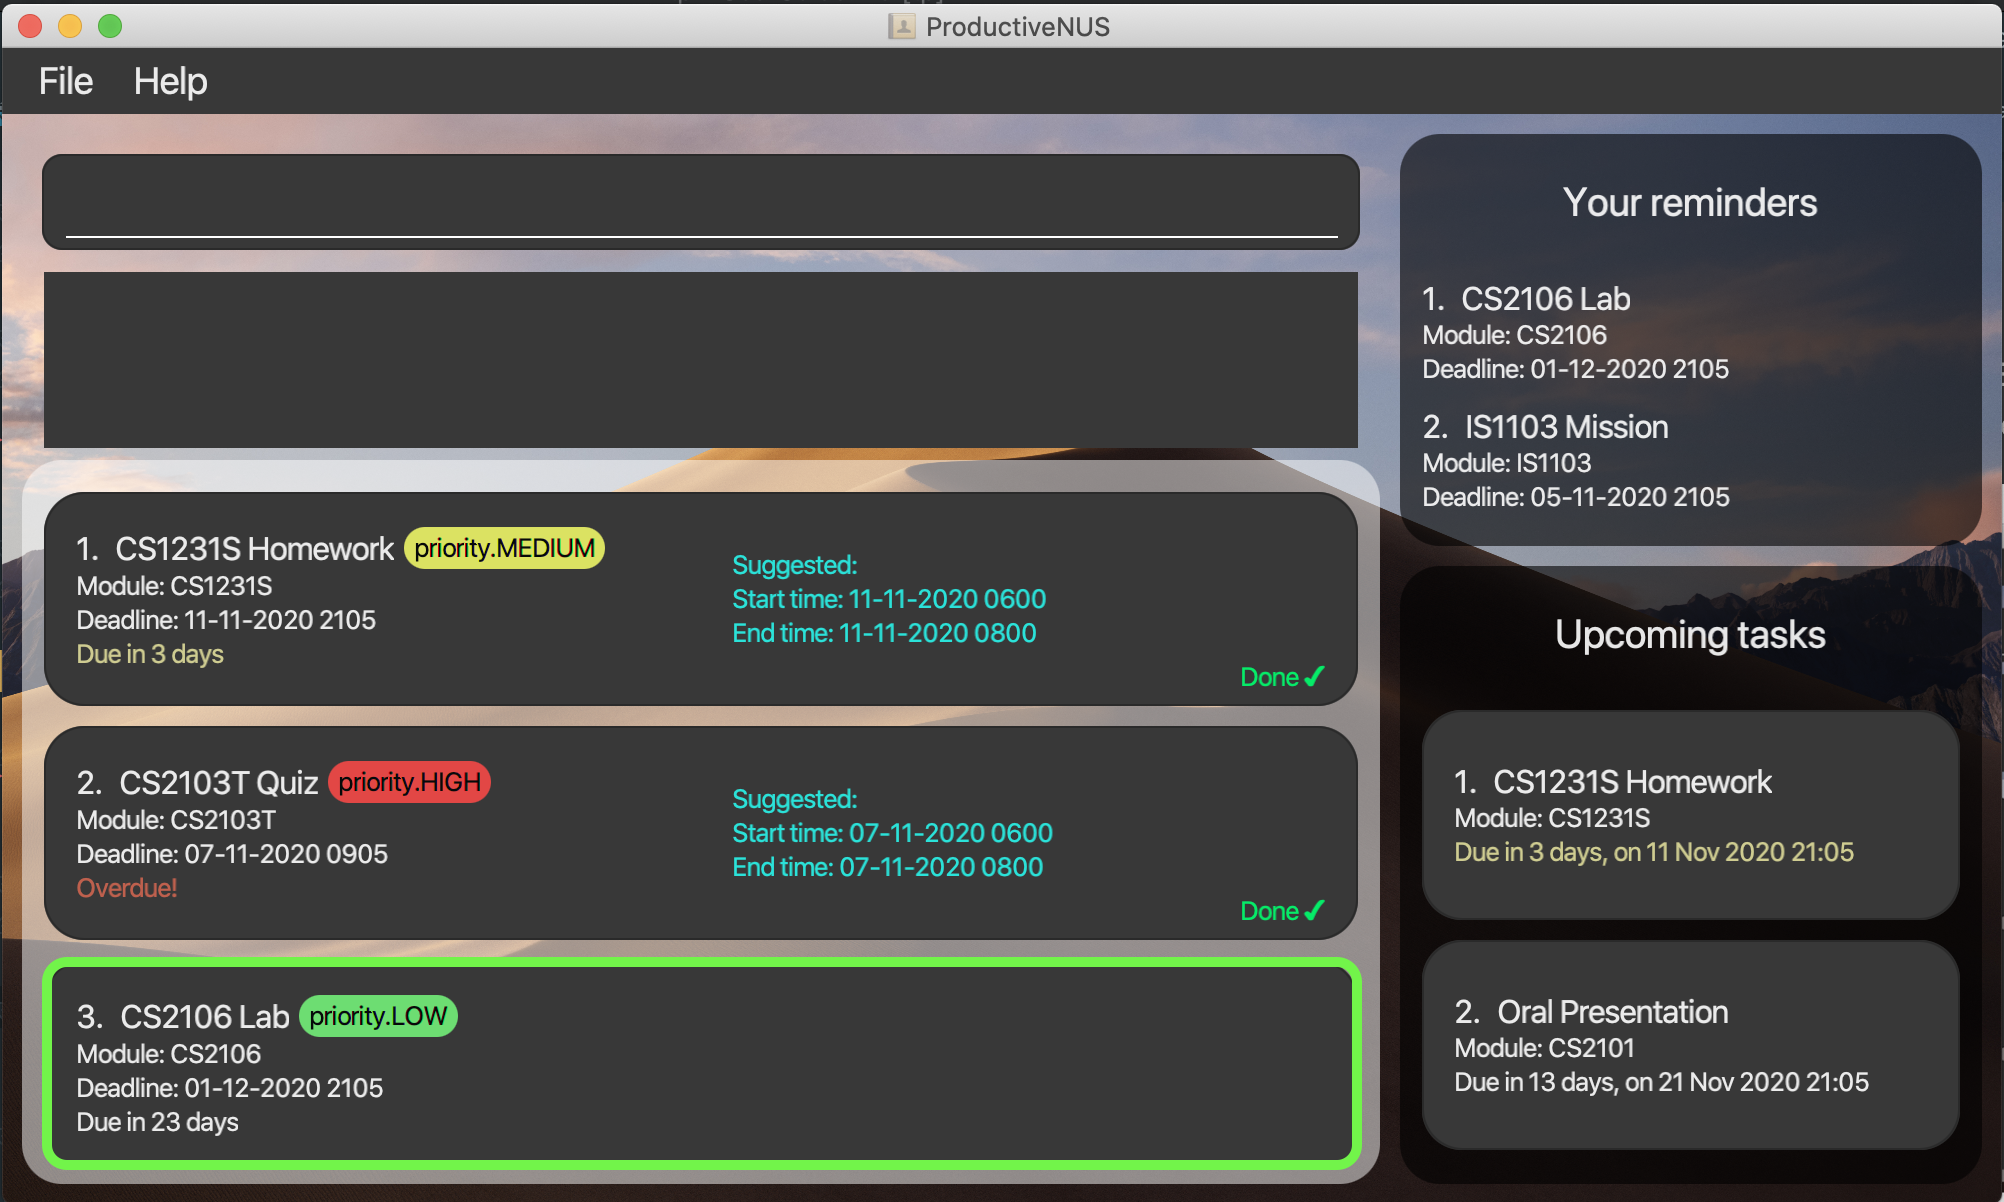 ProductiveNUS
File Help
1. CS1231S Homework priority.MEDIUM
Module: CS1231S
Deadline: 11-11-2020 2105
Due in 3 days
Suggested:
Start time: 11-11-2020 0600
End time: 11-11-2020 0800
Done ✓
2. CS2103T Quiz priority.HIGH
Module: CS2103T
Deadline: 07-11-2020 0905
Overdue!
Suggested:
Start time: 07-11-2020 0600
End time: 07-11-2020 0800
Done ✓
3. CS2106 Lab priority.LOW
Module: CS2106
Deadline: 01-12-2020 2105
Due in 23 days
Your reminders
1. CS2106 Lab
Module: CS2106
Deadline: 01-12-2020 2105
2. IS1103 Mission
Module: IS1103
Deadline: 05-11-2020 2105
Upcoming tasks
1. CS1231S Homework
Module: CS1231S
Due in 3 days, on 11 Nov 2020 21:05
2. Oral Presentation
Module: CS2101
Due in 13 days, on 21 Nov 2020 21:05